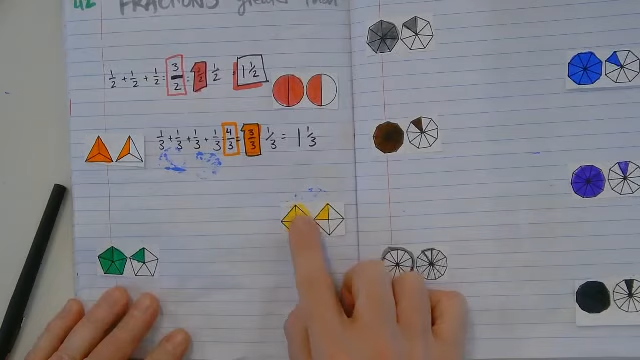 42 FRACTIONS greater than
1/2 + 1/2 + 1/2 = 3/2 = 2/2 1/2 = 1 1/2
1/3 + 1/3 + 1/3 + 1/3 4/3 = 3/3 1/3 = 1 1/3